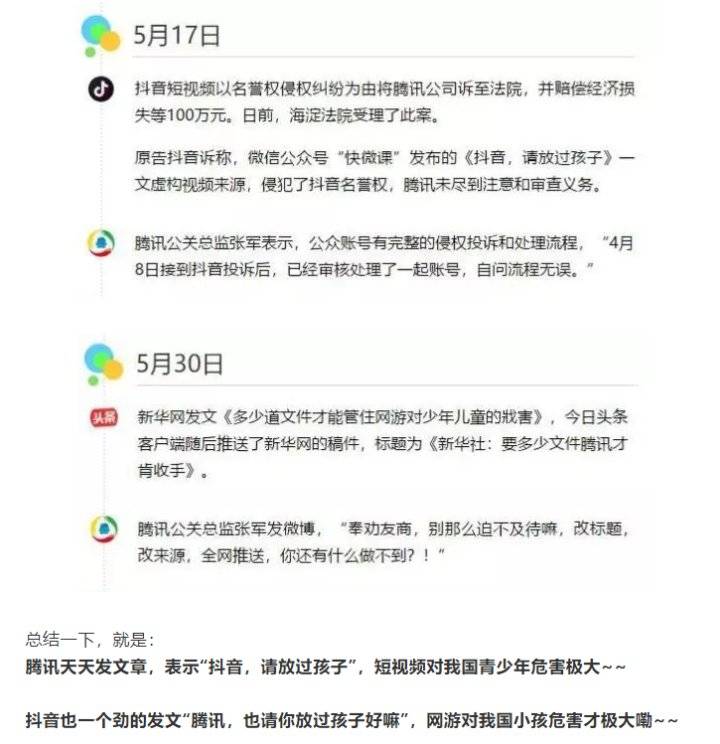 5月17日
抖音短视频以名誉权侵权纠纷为由将腾讯公司诉至法院，并赔偿经济损
失等100万元。日前，海淀法院受理了此案。
原告抖音诉称，微信公众号“快微课”发布的《抖音，请放过孩子》一
文虚构视频来源，侵犯了抖音名誉权，腾讯未尽到注意和审查义务。
腾讯公关总监张军表示，公众账号有完整的侵权投诉和处理流程，“4月
8日接到抖音投诉后，已经审核处理了一起账号，自问流程无误。”
5月30日
头条
新华网发文《多少道文件才能管住网游对少年儿童的戕害》，今日头条
客户端随后推送了新华网的稿件，标题为《新华社：要多少文件腾讯才
肯收手》。
腾讯公关总监张军发微博，“奉劝友商，别那么迫不及待嘛，改标题，
改来源，全网推送，你还有什么做不到？！”
总结一下，就是：
腾讯天天发文章，表示“抖音，请放过孩子”，短视频对我国青少年危害极大~~
抖音也一个劲的发文“腾讯，也请你放过孩子好嘛”，网游对我国小孩危害才极大嘞~~